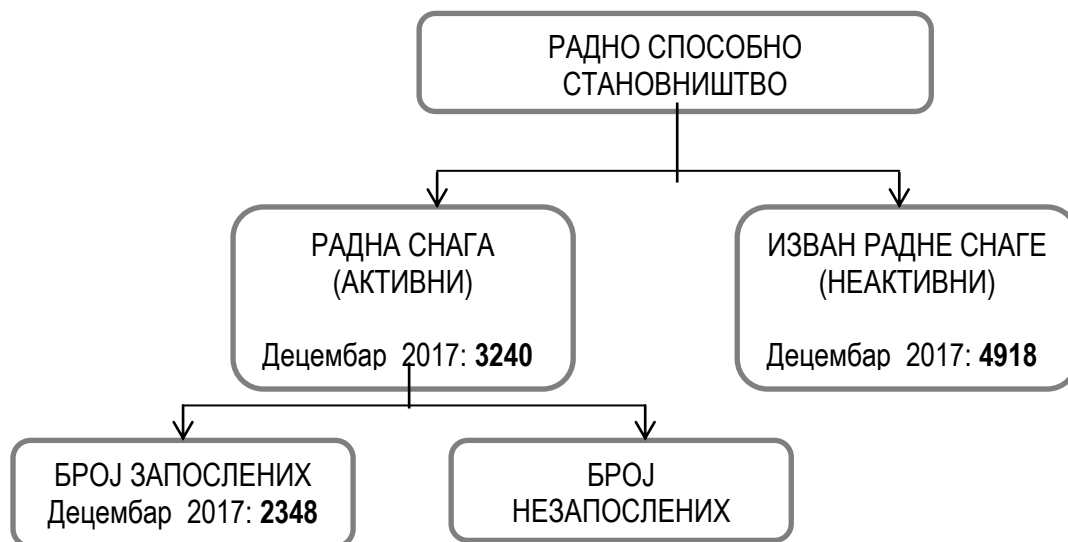 РАДНО СПОСОБНО
СТАНОВНИШТВО
РАДНА СНАГА
(АКТИВНИ)
Децембар 2017: 3240
ИЗВАН РАДНЕ СНАГЕ
(НЕАКТИВНИ)
Децембар 2017: 4918
БРОЈ ЗАПОСЛЕНИХ
Децембар 2017: 2348
БРОЈ
НЕЗАПОСЛЕНИХ